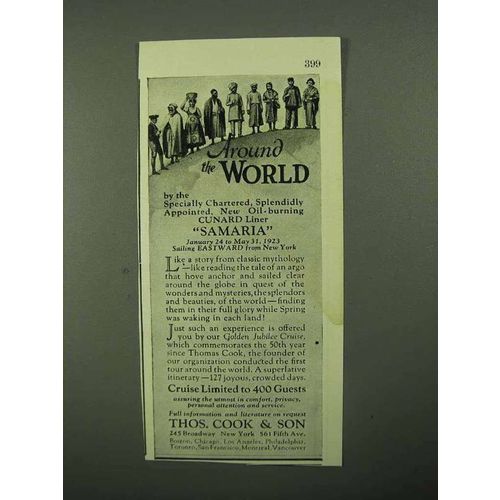 399
Around
the WORLD
by the
Specially Chartered, Splendidly
Appointed, New Oil-burning
CUNARD Liner
"SAMARIA"
January 24 to May 31, 1923
Sailing EASTWARD from New York
Like a story from classic mythology
—like reading the tale of an argo
that hove anchor and sailed clear
around the globe in quest of the
wonders and mysteries, the splendors
and beauties, of the world—finding
them in their full glory while Spring
was waking in each land!
Just such an experience is offered
you by our Golden Jubilee Cruise,
which commemorates the 50th year
since Thomas Cook, the founder of
our organization conducted the first
tour around the world. A superlative
itinerary—127 joyous, crowded days.
Cruise Limited to 400 Guests
assuring the utmost in comfort, privacy,
personal attention and service.
Full information and literature on request
THOS. COOK & SON
245 Broadway New York 561 Fifth Ave.
Boston, Chicago, Los Angeles, Philadelphia,
Toronto, San Francisco, Montreal, Vancouver